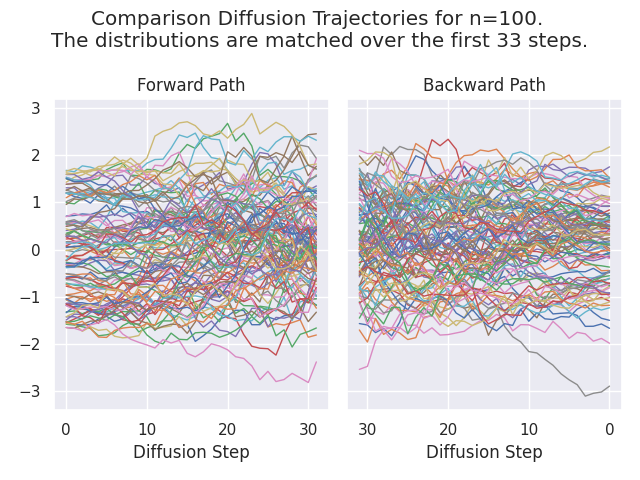 Comparison Diffusion Trajectories for n=100.
The distributions are matched over the first 33 steps.
Forward Path
Backward Path
3
2
1
0
−1
−2
−3
0 10 20 30
30 20 10 0
Diffusion Step
Diffusion Step